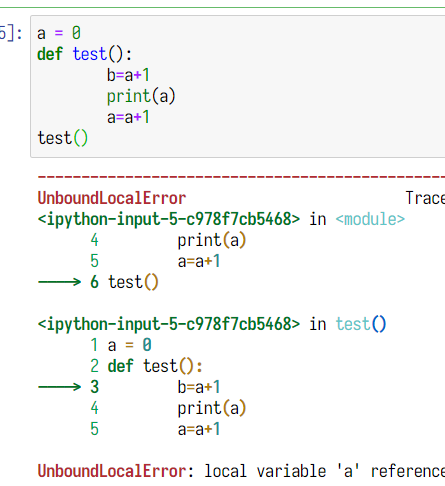 5]: a = 0
def test():
        b=a+1
        print(a)
        a=a+1
test()
---------------------------------------------
UnboundLocalError                         Trace
<ipython-input-5-c978f7cb5468> in <module>
      4         print(a)
      5         a=a+1
----> 6 test()
<ipython-input-5-c978f7cb5468> in test()
      1 a = 0
      2 def test():
----> 3         b=a+1
      4         print(a)
      5         a=a+1
UnboundLocalError: local variable 'a' reference